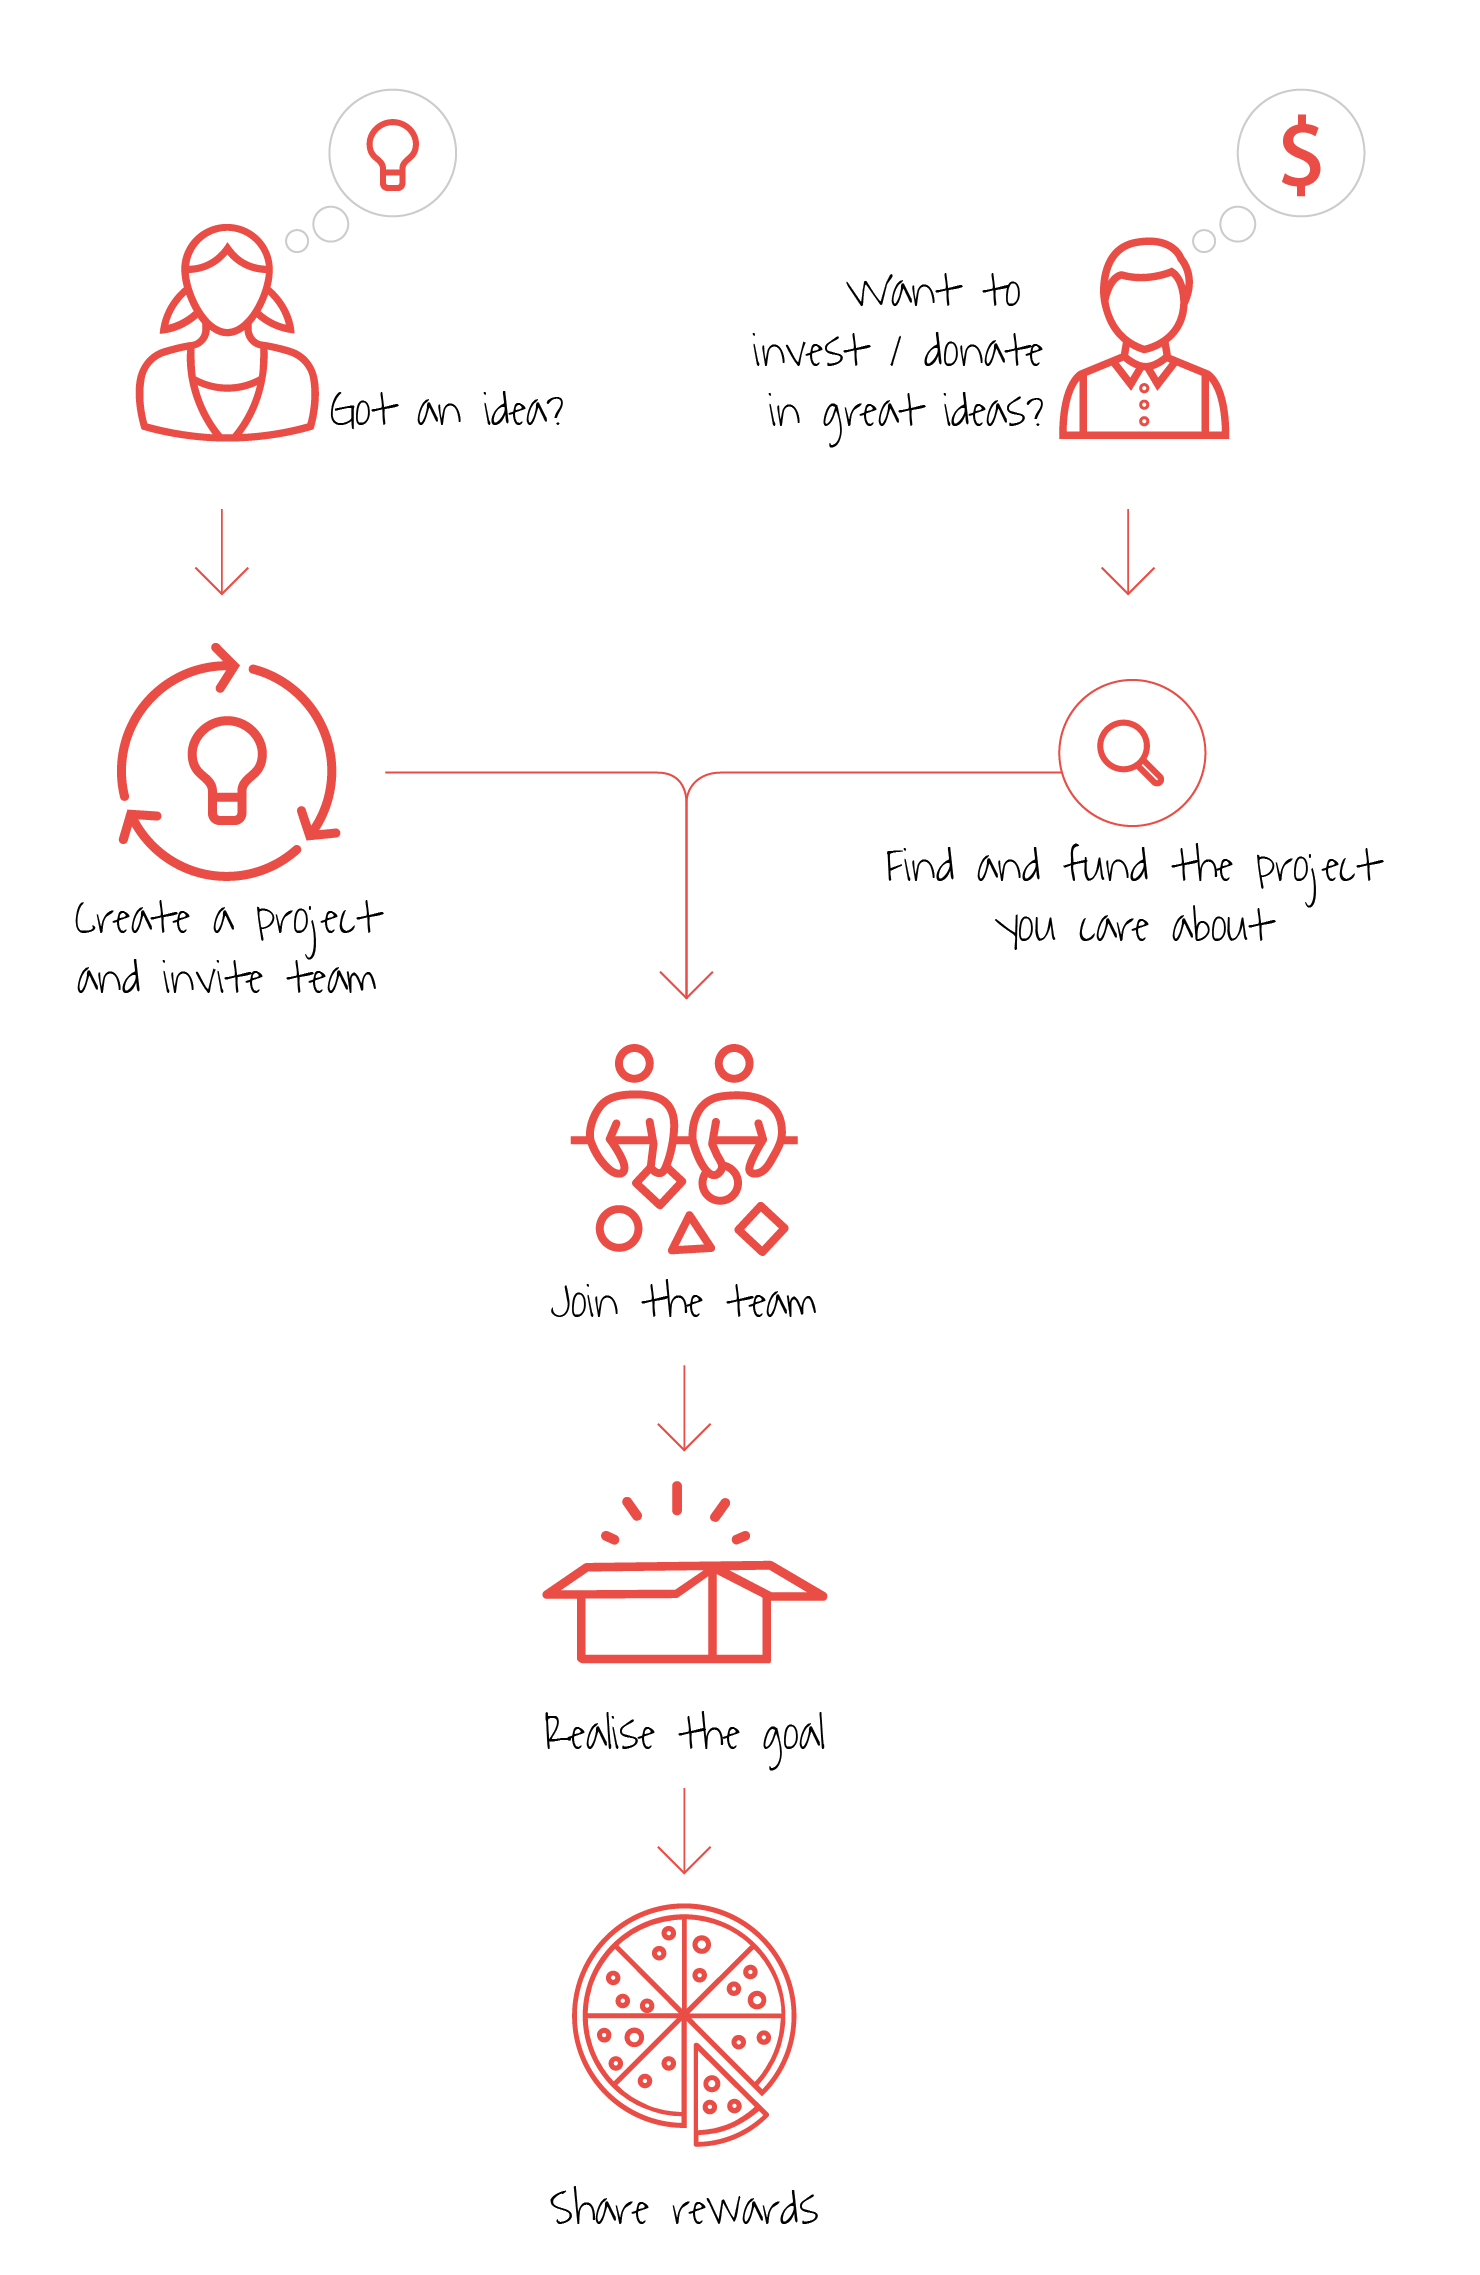 $
Got an idea?
Want to
invest / donate
in great ideas?
Create a project
and invite team
Find and fund the project
you care about
Join the team
Realise the goal
Share rewards